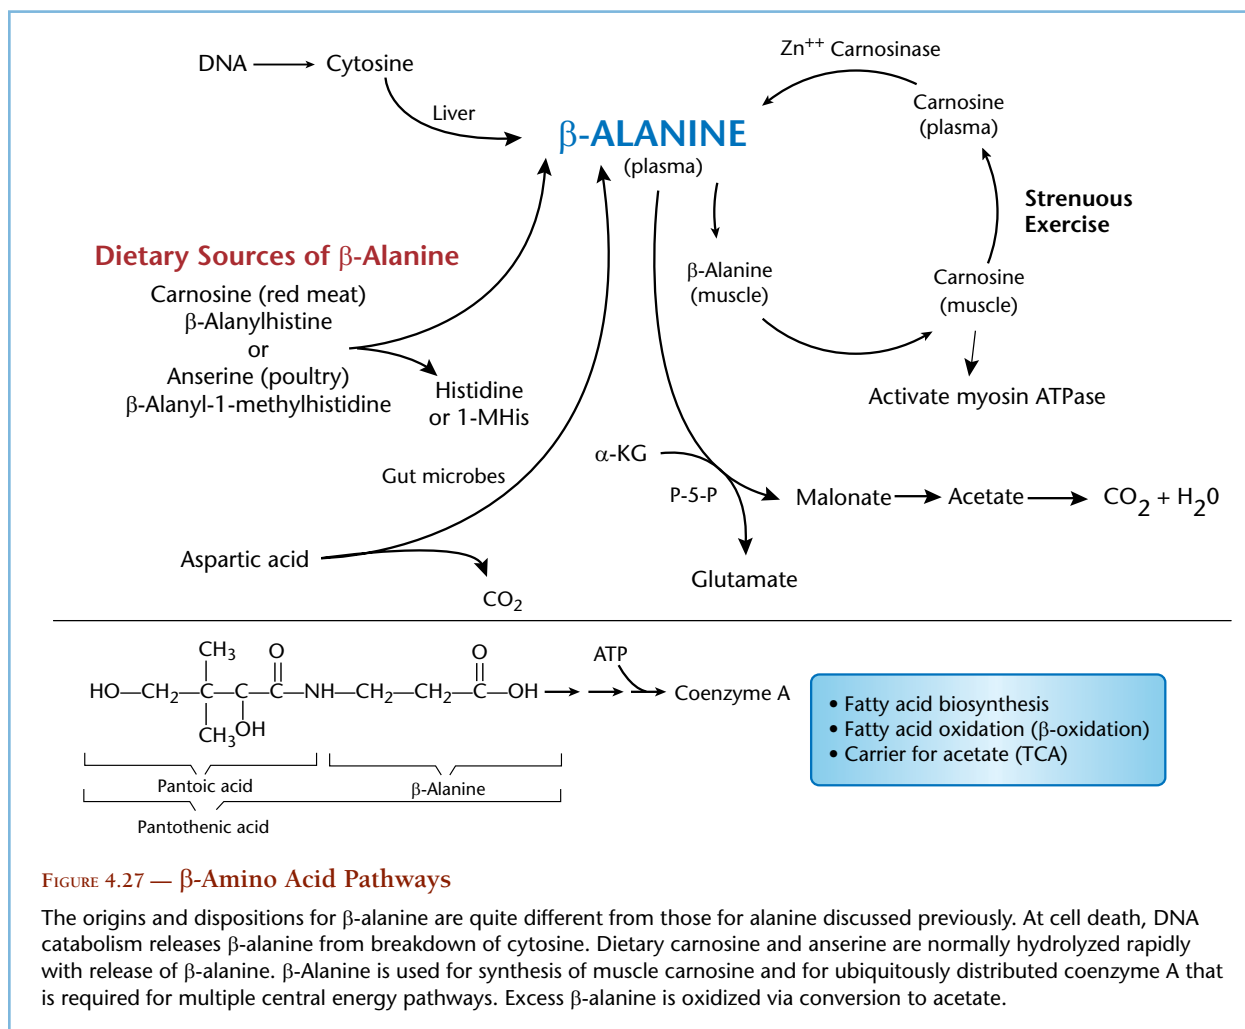 DNA
Cytosine
Liver
Zn++ Carnosinase
β-ALANINE
(plasma)
Carnosine
(plasma)
Strenuous
Exercise
Dietary Sources of β-Alanine
Carnosine (red meat)
β-Alanylhistine
or
Anserine (poultry)
β-Alanyl-1-methylhistidine
Histidine
or 1-MHis
β-Alanine
(muscle)
Carnosine
(muscle)
Activate myosin ATPase
Gut microbes
α-KG
P-5-P
Malonate
Acetate
CO2 + H20
Glutamate
Aspartic acid
CO2
CH3 O O
HO—CH2—C—C—C—NH—CH2—CH2—C—OH
CH3 OH
ATP
Coenzyme A
Pantoic acid
β-Alanine
Pantothenic acid
• Fatty acid biosynthesis
• Fatty acid oxidation (β-oxidation)
• Carrier for acetate (TCA)
Figure 4.27 — β-Amino Acid Pathways
The origins and dispositions for β-alanine are quite different from those for alanine discussed previously. At cell death, DNA
catabolism releases β-alanine from breakdown of cytosine. Dietary carnosine and anserine are normally hydrolyzed rapidly
with release of β-alanine. β-Alanine is used for synthesis of muscle carnosine and for ubiquitously distributed coenzyme A that
is required for multiple central energy pathways. Excess β-alanine is oxidized via conversion to acetate.